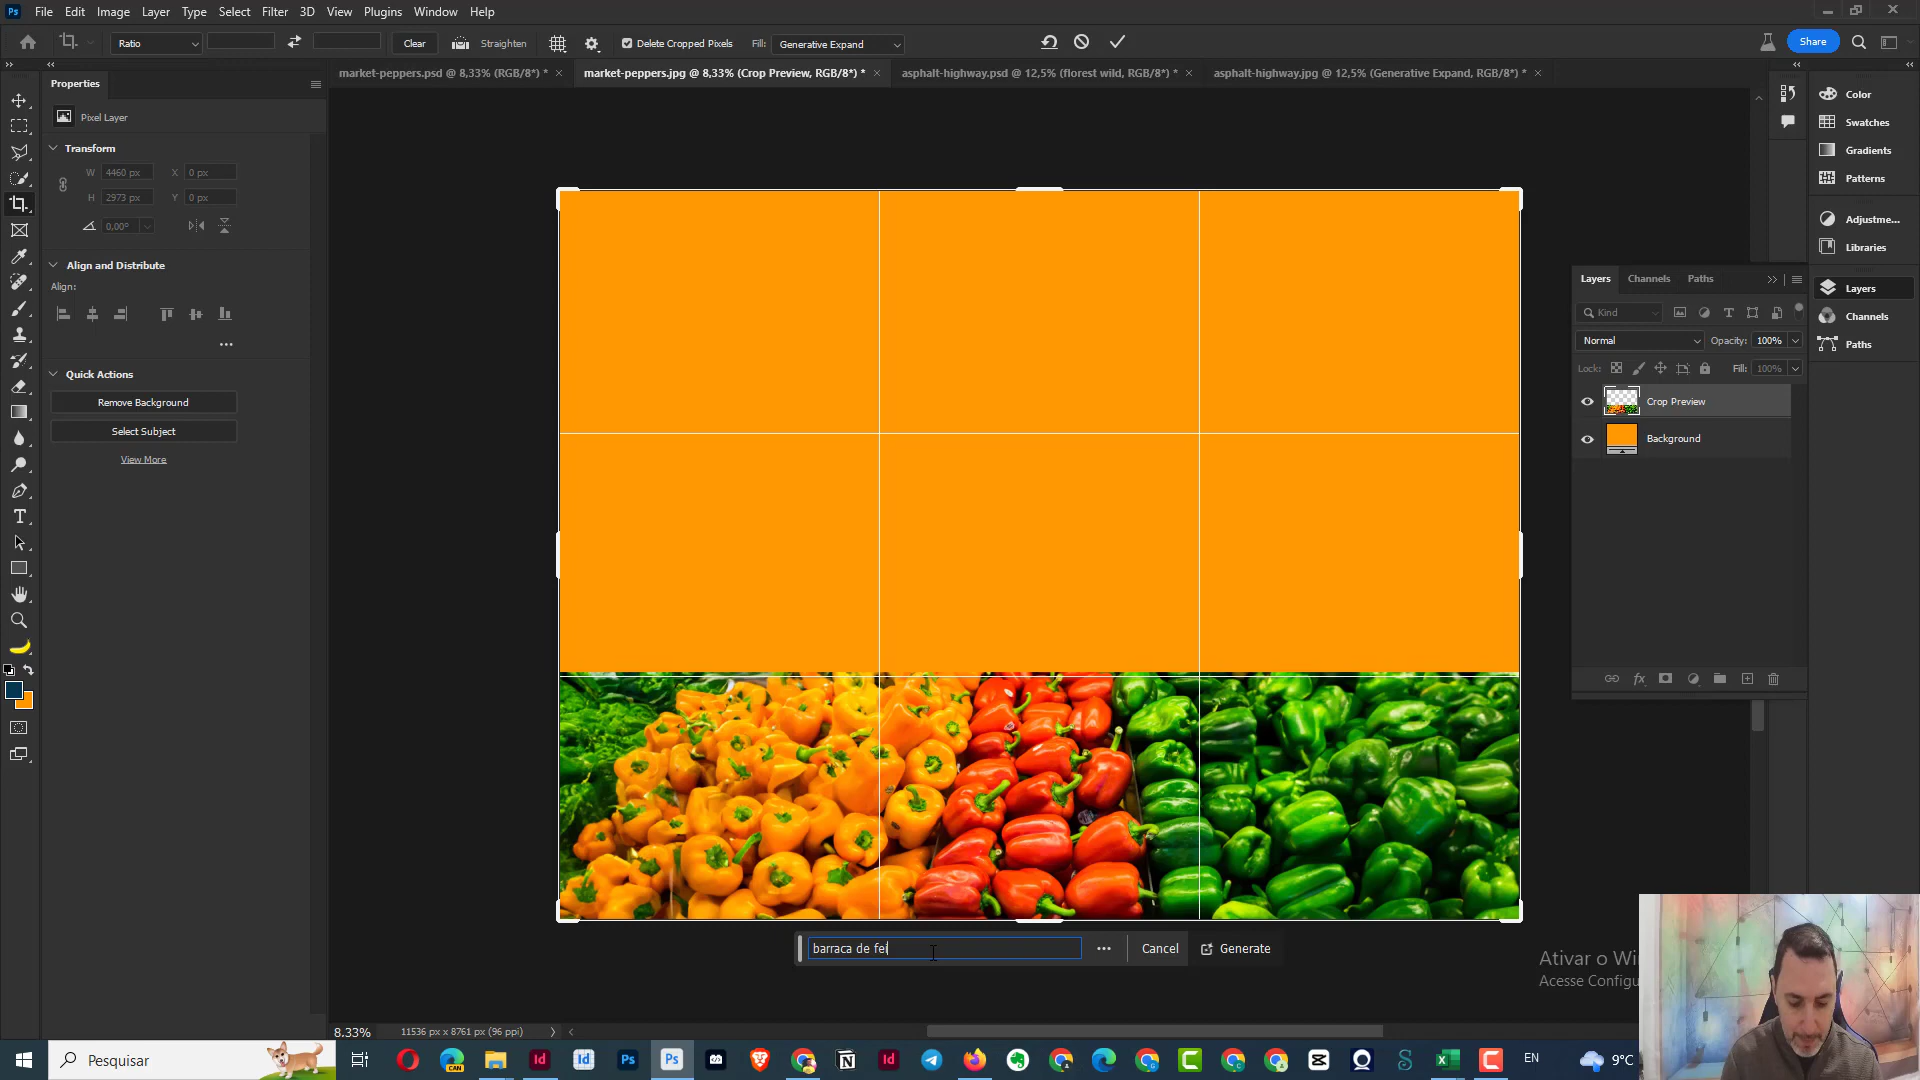 Ps File Edit Image Layer Type Select Filter 3D View Plugins Window Help
Ratio Clear Straighten Delete Cropped Pixels Fill: Generative Expand Share
market-peppers.psd @ 8,33% (RGB/8*) * market-peppers.jpg @ 8,33% (Crop Preview, RGB/8*) * asphalt-highway.psd @ 12,5% (florest wild, RGB/8*) * asphalt-highway.jpg @ 12,5% (Generative Expand, RGB/8*) *
Properties
Pixel Layer
Transform
W 4460 px X 0 px
H 2973 px Y 0 px
0,00°
Align and Distribute
Align:
Quick Actions
Remove Background
Select Subject
View More
Color
Swatches
Gradients
Patterns
Adjustme...
Libraries
Layers
Channels
Paths
Layers Channels Paths
Kind
Normal Opacity: 100%
Lock: Fill: 100%
Crop Preview
Background
barraca de fei Cancel Generate
Ativar o Wi
Acesse Configu
8.33% 11536 px x 8761 px (96 ppi)
Pesquisar
CAN
EN
9°C